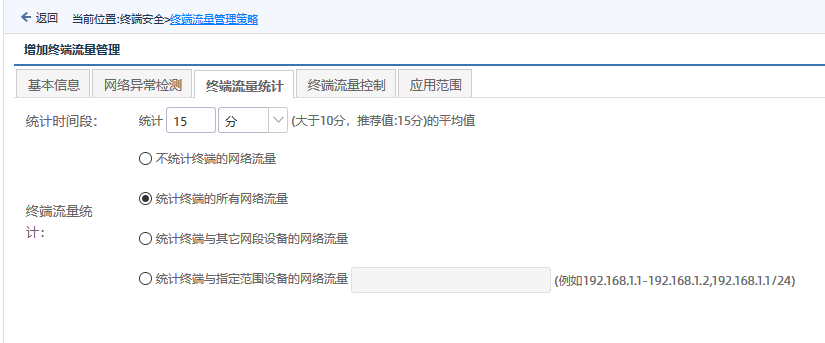 返回 当前位置:终端安全>终端流量管理策略
增加终端流量管理
基本信息 网络异常检测 终端流量统计 终端流量控制 应用范围
统计时间段： 统计 15 分 (大于10分，推荐值:15分)的平均值
不统计终端的网络流量
统计终端的所有网络流量
终端流量统
计：
统计终端与其它网段设备的网络流量
统计终端与指定范围设备的网络流量 (例如192.168.1.1-192.168.1.2,192.168.1.1/24)